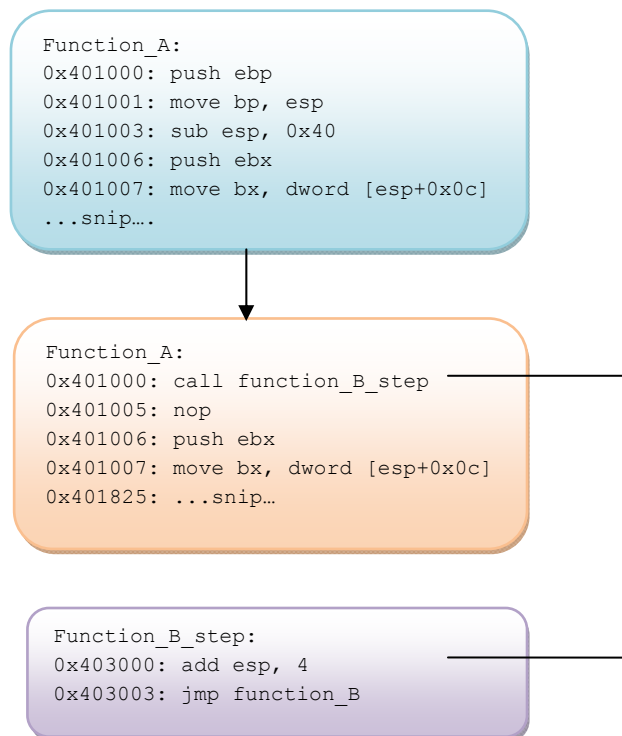 Function_A:
0x401000: push ebp
0x401001: move bp, esp
0x401003: sub esp, 0x40
0x401006: push ebx
0x401007: move bx, dword [esp+0x0c]
...snip….
Function_A:
0x401000: call function_B_step
0x401005: nop
0x401006: push ebx
0x401007: move bx, dword [esp+0x0c]
0x401825: ...snip…
Function_B_step:
0x403000: add esp, 4
0x403003: jmp function_B